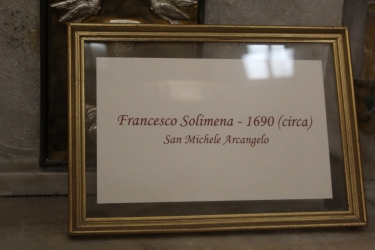 Francesco Solimena - 1690 (circa)
San Michele Arcangelo